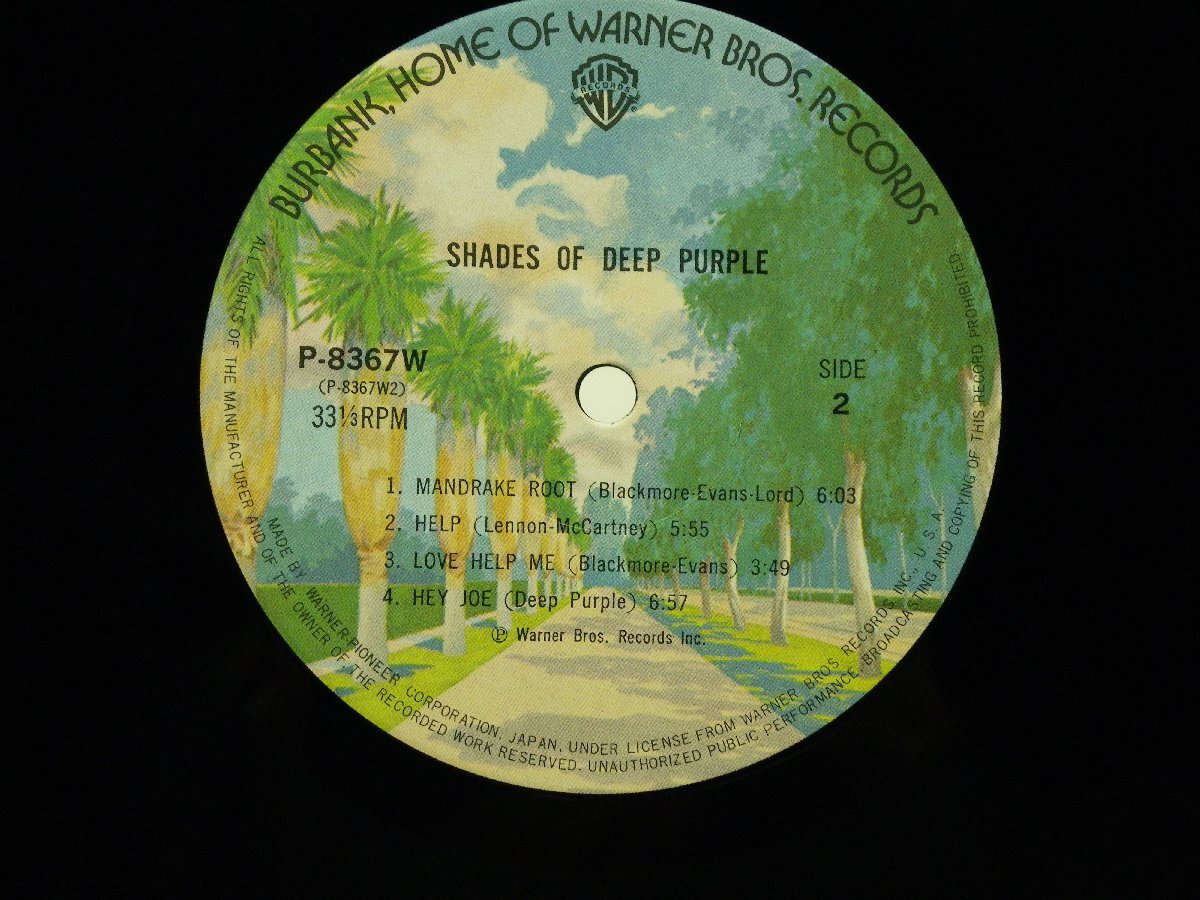 BURBANK, HOME OF WARNER BROS. RECORDS
WB
RECORDS
®
SHADES OF DEEP PURPLE
P-8367W
(P-8367W2)
33⅓RPM
SIDE
2
1. MANDRAKE ROOT (Blackmore-Evans-Lord) 6:03
2. HELP (Lennon-McCartney) 5:55
3. LOVE HELP ME (Blackmore-Evans) 3:49
4. HEY JOE (Deep Purple) 6:57
Ⓟ Warner Bros. Records Inc.
MADE BY WARNER-PIONEER CORPORATION, JAPAN, UNDER LICENSE FROM WARNER BROS RECORDS INC., U.S.A.
ALL RIGHTS OF THE MANUFACTURER AND OF THE OWNER OF THE RECORDED WORK RESERVED. UNAUTHORIZED PUBLIC PERFORMANCE, BROADCASTING AND COPYING OF THIS RECORD PROHIBITED